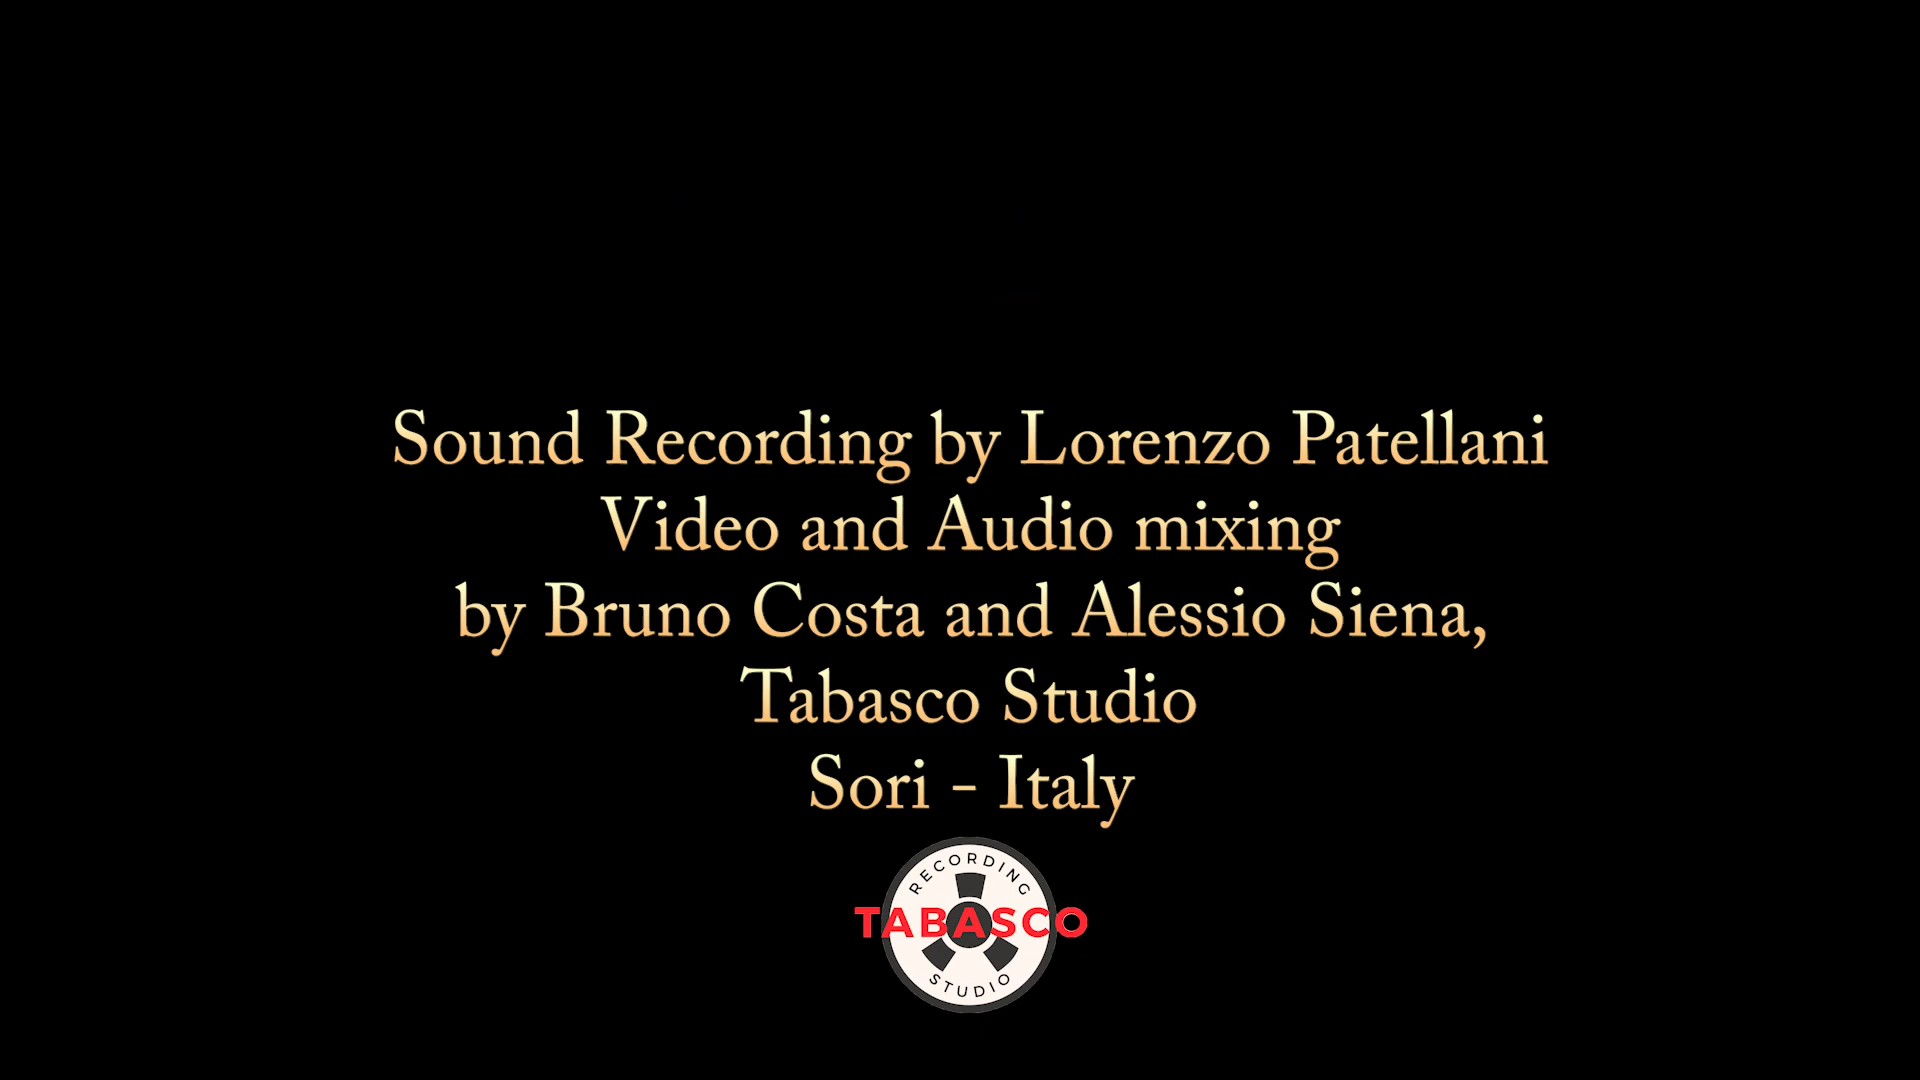 Sound Recording by Lorenzo Patellani
Video and Audio mixing
by Bruno Costa and Alessio Siena,
Tabasco Studio
Sori - Italy
RECORDING
TABASCO
STUDIO